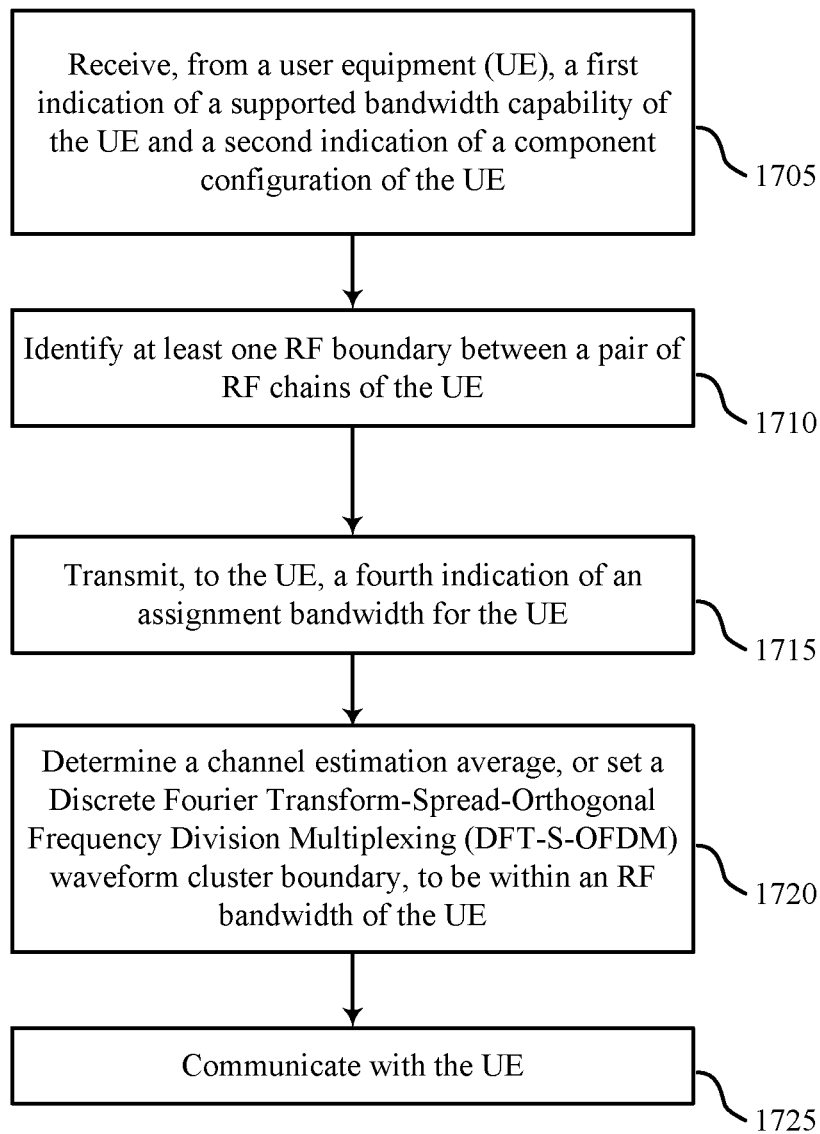 Receive, from a user equipment (UE), a first
indication of a supported bandwidth capability of
the UE and a second indication of a component
configuration of the UE
1705
Identify at least one RF boundary between a pair of
RF chains of the UE
1710
Transmit, to the UE, a fourth indication of an
assignment bandwidth for the UE
1715
Determine a channel estimation average, or set a
Discrete Fourier Transform-Spread-Orthogonal
Frequency Division Multiplexing (DFT-S-OFDM)
waveform cluster boundary, to be within an RF
bandwidth of the UE
1720
Communicate with the UE
1725